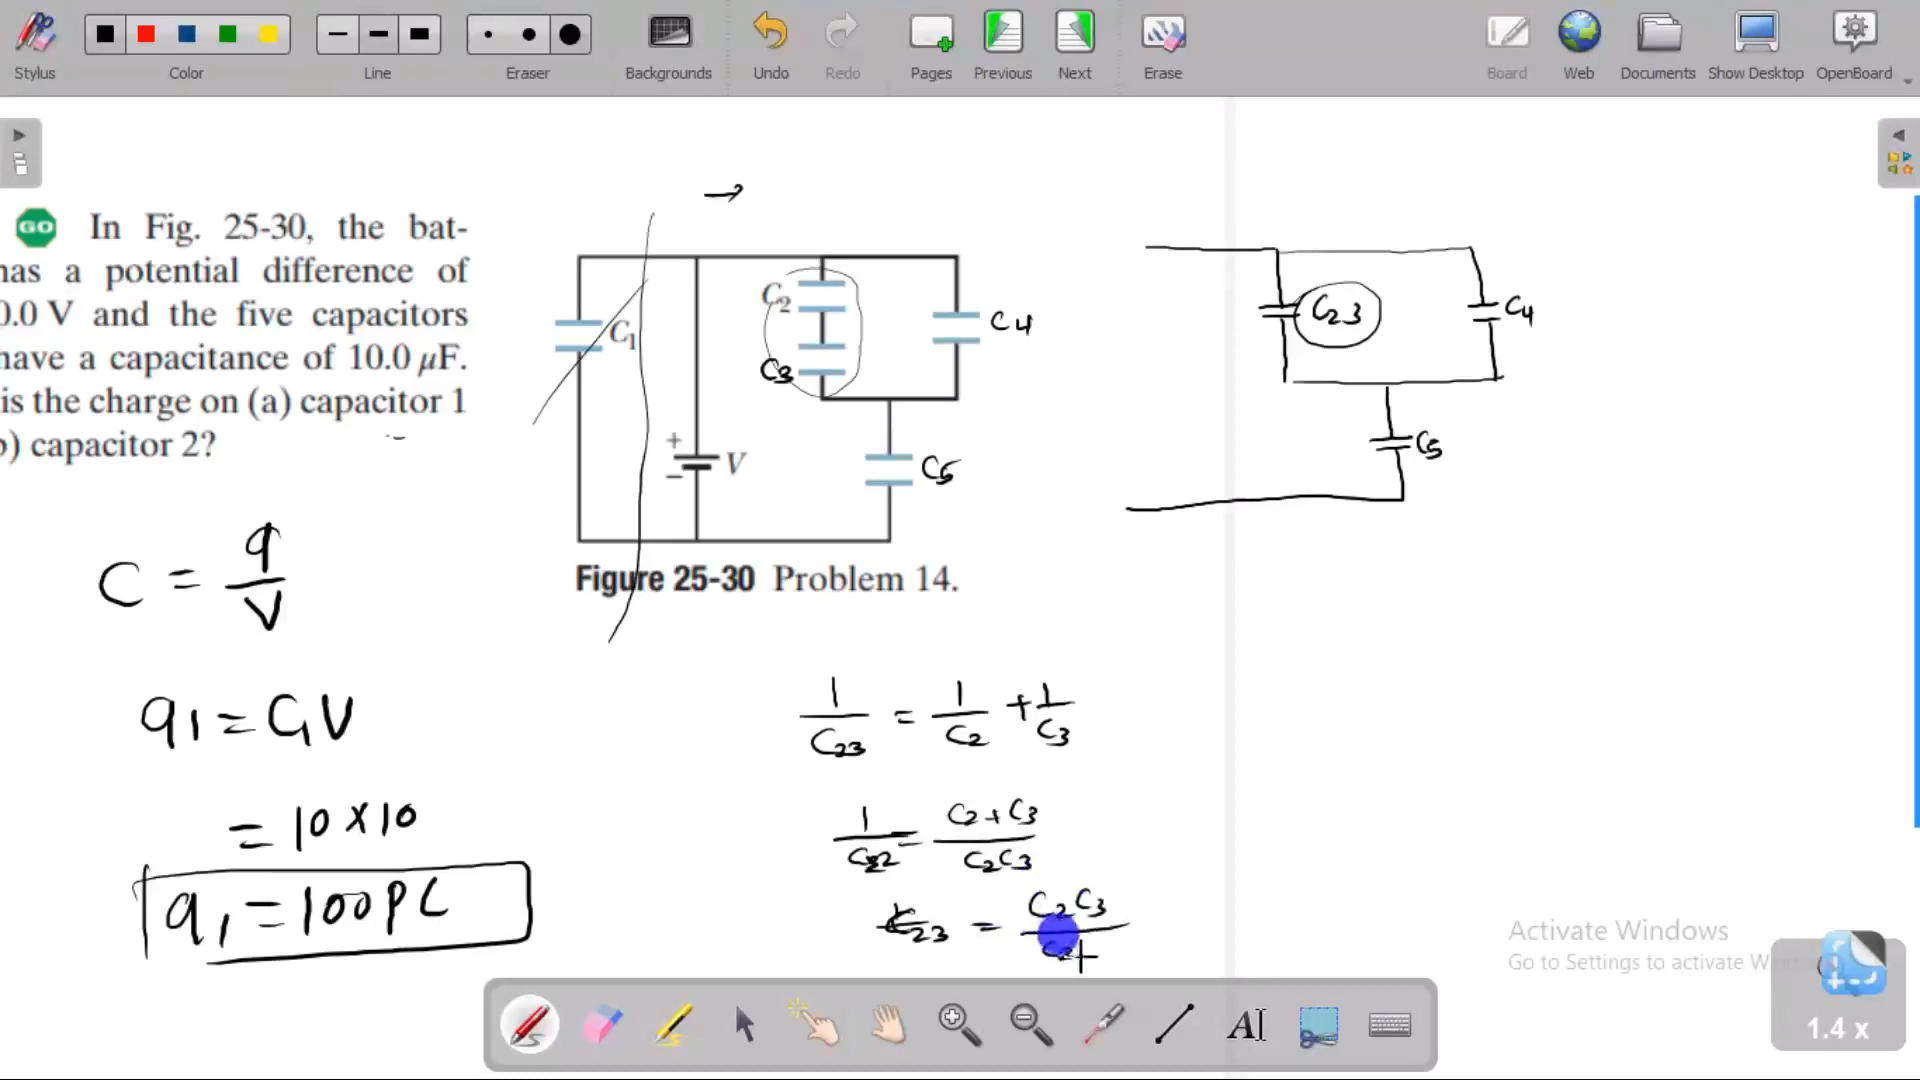 Stylus
Color
Line
Eraser
Backgrounds
Undo
Redo
Pages
Previous
Next
Erase
Board
Web
Documents
Show Desktop
OpenBoard
GO In Fig. 25-30, the bat-
has a potential difference of
0.0 V and the five capacitors
have a capacitance of 10.0 μF.
is the charge on (a) capacitor 1
b) capacitor 2?
→
C1
C2
C3
C4
C5
+
−
V
Figure 25-30 Problem 14.
C23
C4
C5
C = q/V
q1 = C1V
= 10 × 10
q1 = 100 PC
1/C23 = 1/C2 + 1/C3
1/C32 = C2 + C3/C2C3
C23 = C2C3/C2+
Activate Windows
Go to Settings to activate W
1.4 x